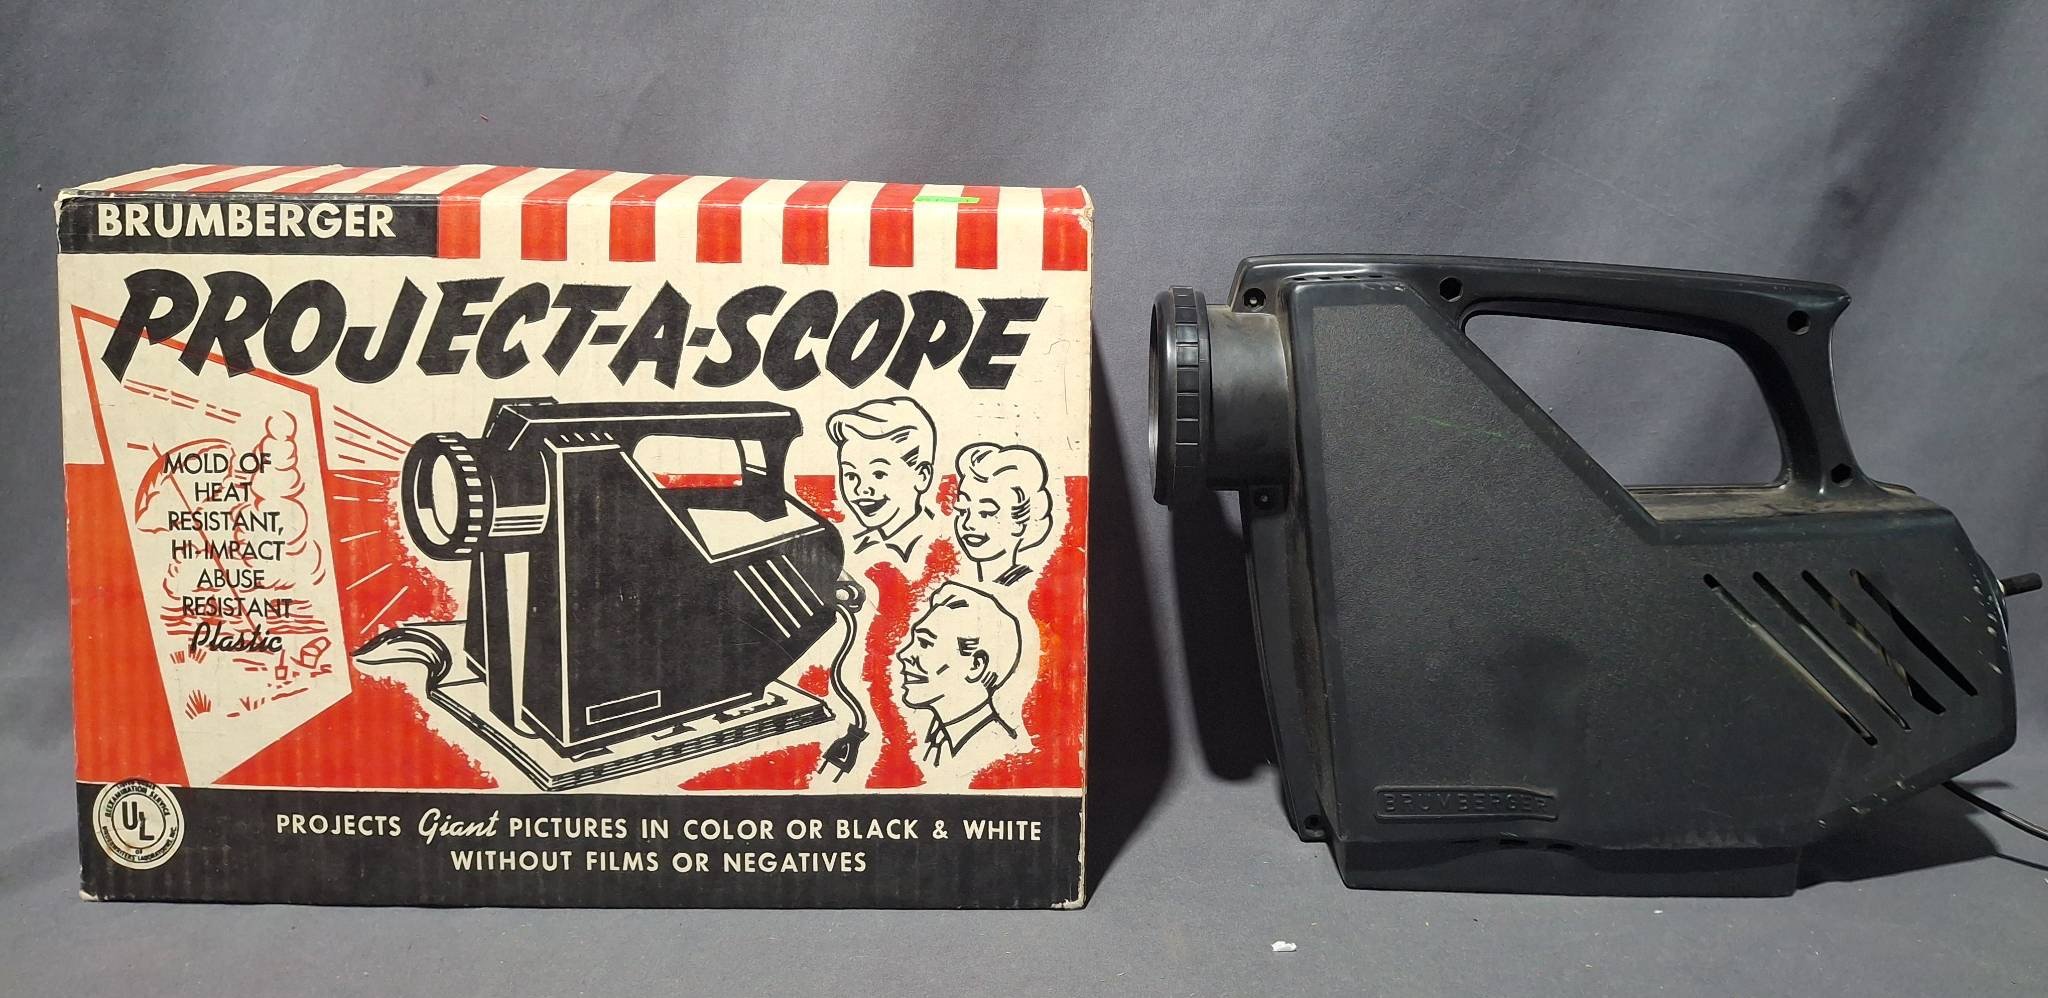 BRUMBERGER
PROJECT-A-SCOPE
MOLD OF
HEAT
RESISTANT,
HI-IMPACT
ABUSE
RESISTANT
Plastic
UL
PROJECTS Giant PICTURES IN COLOR OR BLACK & WHITE
WITHOUT FILMS OR NEGATIVES
BRUMBERGER